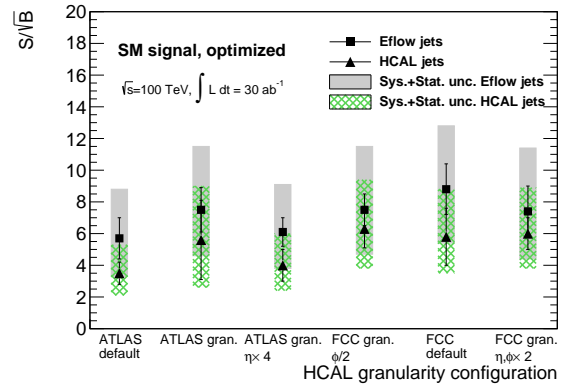 S/√B
20
18
16
14
12
10
8
6
4
2
0
SM signal, optimized
√s=100 TeV, ∫ L dt = 30 ab⁻¹
Eflow jets
HCAL jets
Sys.+Stat. unc. Eflow jets
Sys.+Stat. unc. HCAL jets
ATLAS default
ATLAS gran.
ATLAS gran. η× 4
FCC gran. ϕ/2
FCC default
FCC gran. η,ϕ× 2
HCAL granularity configuration